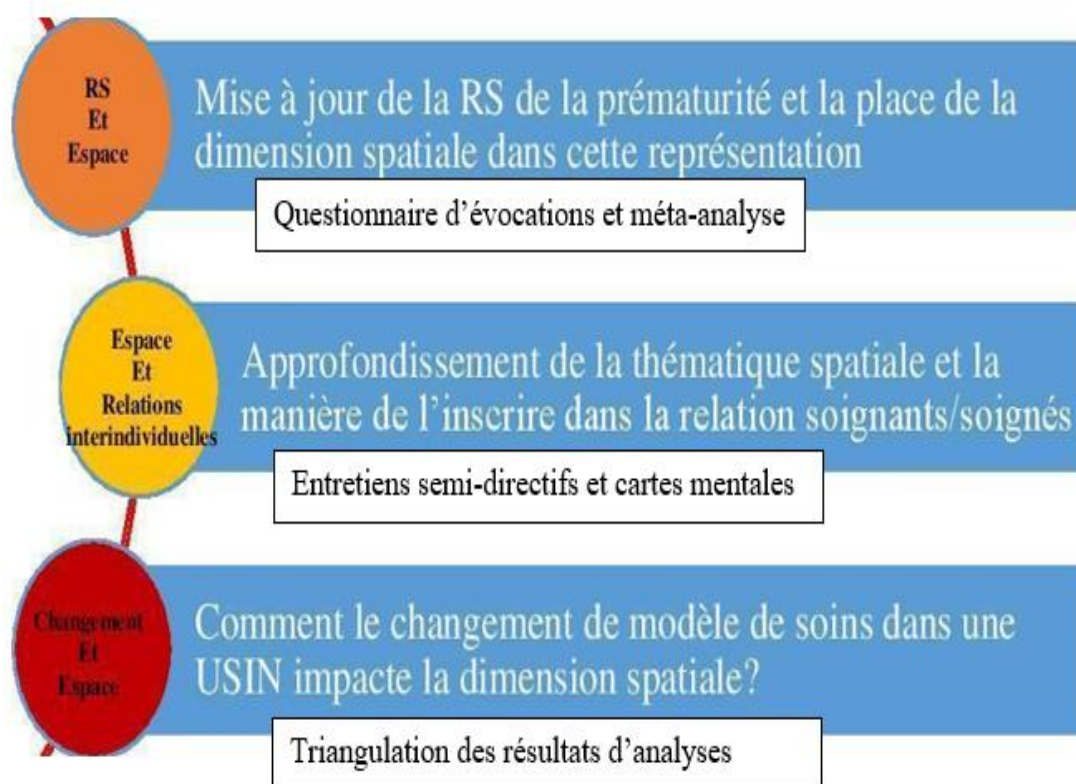 RS
Et
Espace
Mise à jour de la RS de la prématurité et la place de la
dimension spatiale dans cette représentation
Questionnaire d’évocations et méta-analyse
Espace
Et
Relations
interindividuelles
Approfondissement de la thématique spatiale et la
manière de l’inscrire dans la relation soignants/soignés
Entretiens semi-directifs et cartes mentales
Changement
Et
Espace
Comment le changement de modèle de soins dans une
USIN impacte la dimension spatiale?
Triangulation des résultats d’analyses